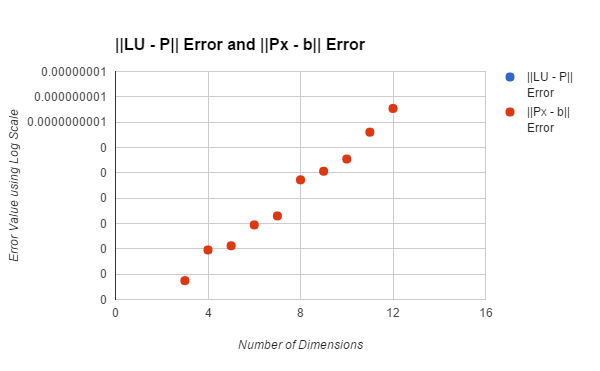 ||LU - P|| Error and ||Px - b|| Error
0.00000001
0.000000001
0.0000000001
0
0
0
0
0
0
0
0
4
8
12
16
Error Value using Log Scale
Number of Dimensions
||LU - P||
Error
||Px - b||
Error